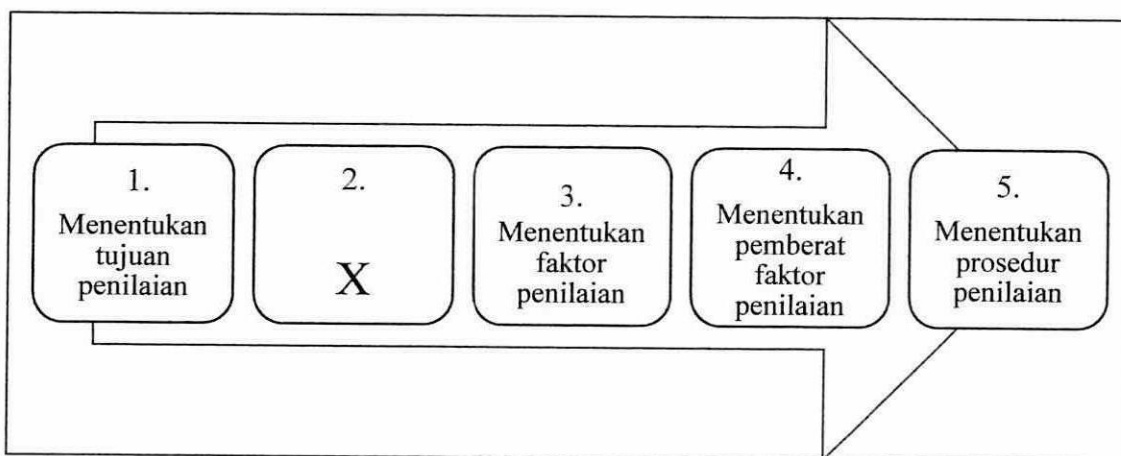 1.
Menentukan
tujuan
penilaian
2.
X
3.
Menentukan
faktor
penilaian
4.
Menentukan
pemberat
faktor
penilaian
5.
Menentukan
prosedur
penilaian